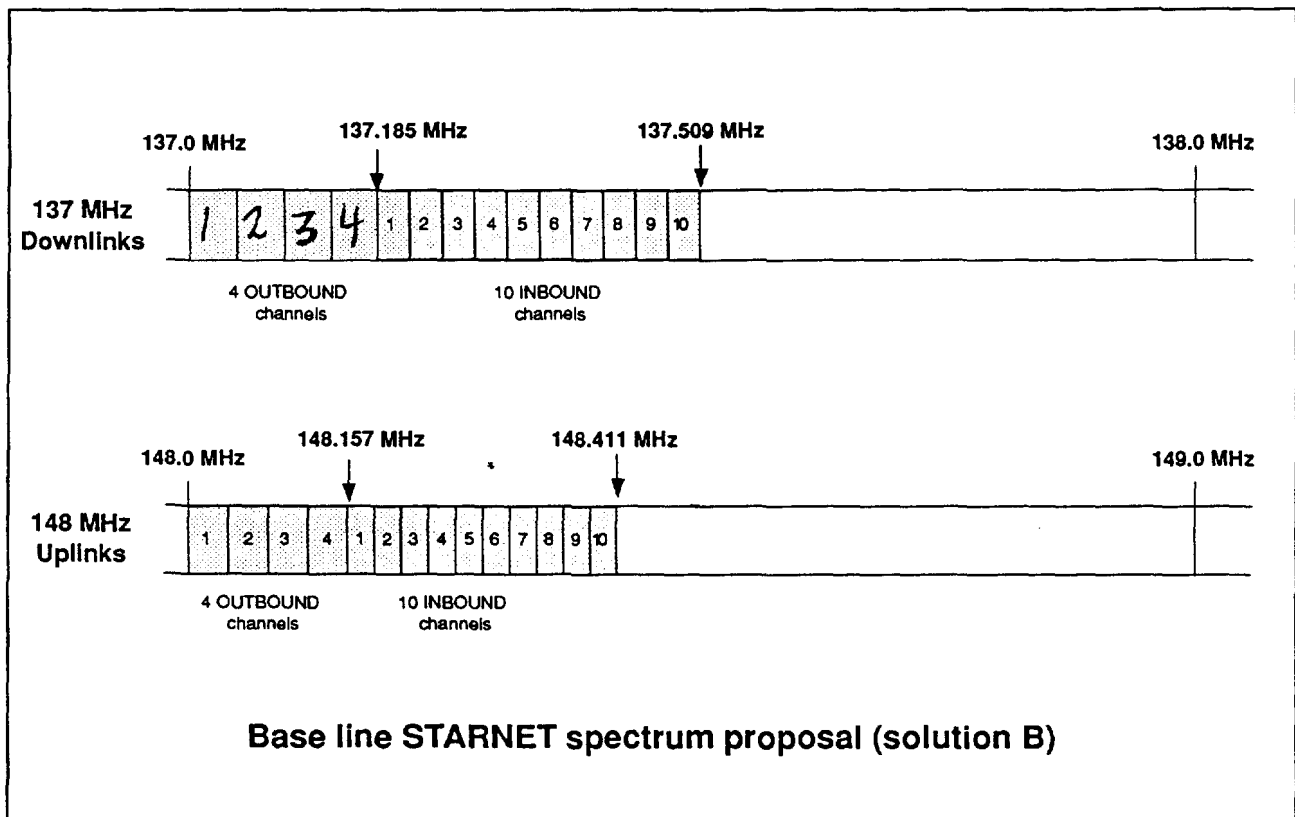 137.0 MHz 137.185 MHz 137.509 MHz 138.0 MHz
137 MHz
Downlinks
1 2 3 4 1 2 3 4 5 6 7 8 9 10
4 OUTBOUND
channels
10 INBOUND
channels
148.0 MHz 148.157 MHz 148.411 MHz 149.0 MHz
148 MHz
Uplinks
1 2 3 4 1 2 3 4 5 6 7 8 9 10
4 OUTBOUND
channels
10 INBOUND
channels
Base line STARNET spectrum proposal (solution B)